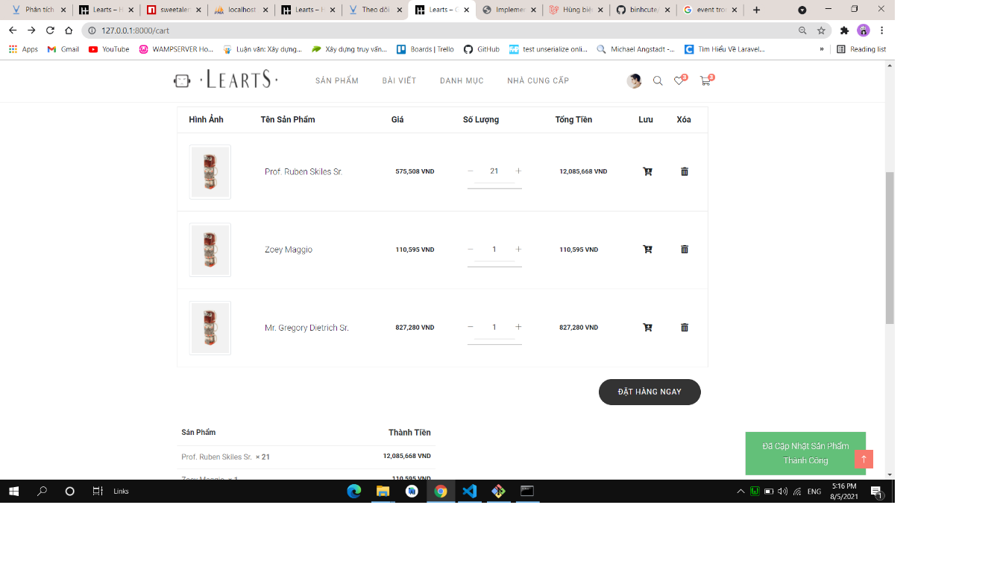 Phân tích
Learts – H
sweetaler
localhost
Learts – H
Theo dõi
Learts – G
Implemen
Hùng biệ
binhcute/
event tron
127.0.0.1:8000/cart
Apps
Gmail
YouTube
WAMPSERVER Ho...
Luận văn: Xây dựng...
Xây dựng truy vấn...
Boards | Trello
GitHub
test unserialize onli...
Michael Angstadt -...
Tìm Hiểu Về Laravel...
»
Reading list
·LEARTS·
SẢN PHẨM
BÀI VIẾT
DANH MỤC
NHÀ CUNG CẤP
3
3
Hình Ảnh
Tên Sản Phẩm
Giá
Số Lượng
Tổng Tiền
Lưu
Xóa
Prof. Ruben Skiles Sr.
575,508 VND
21
12,085,668 VND
Zoey Maggio
110,595 VND
1
110,595 VND
Mr. Gregory Dietrich Sr.
827,280 VND
1
827,280 VND
ĐẶT HÀNG NGAY
Sản Phẩm
Thành Tiền
Prof. Ruben Skiles Sr. × 21
12,085,668 VND
Zoey Maggio × 1
110,595 VND
Đã Cập Nhật Sản Phẩm
Thành Công
Links
ENG
5:16 PM
8/5/2021
1